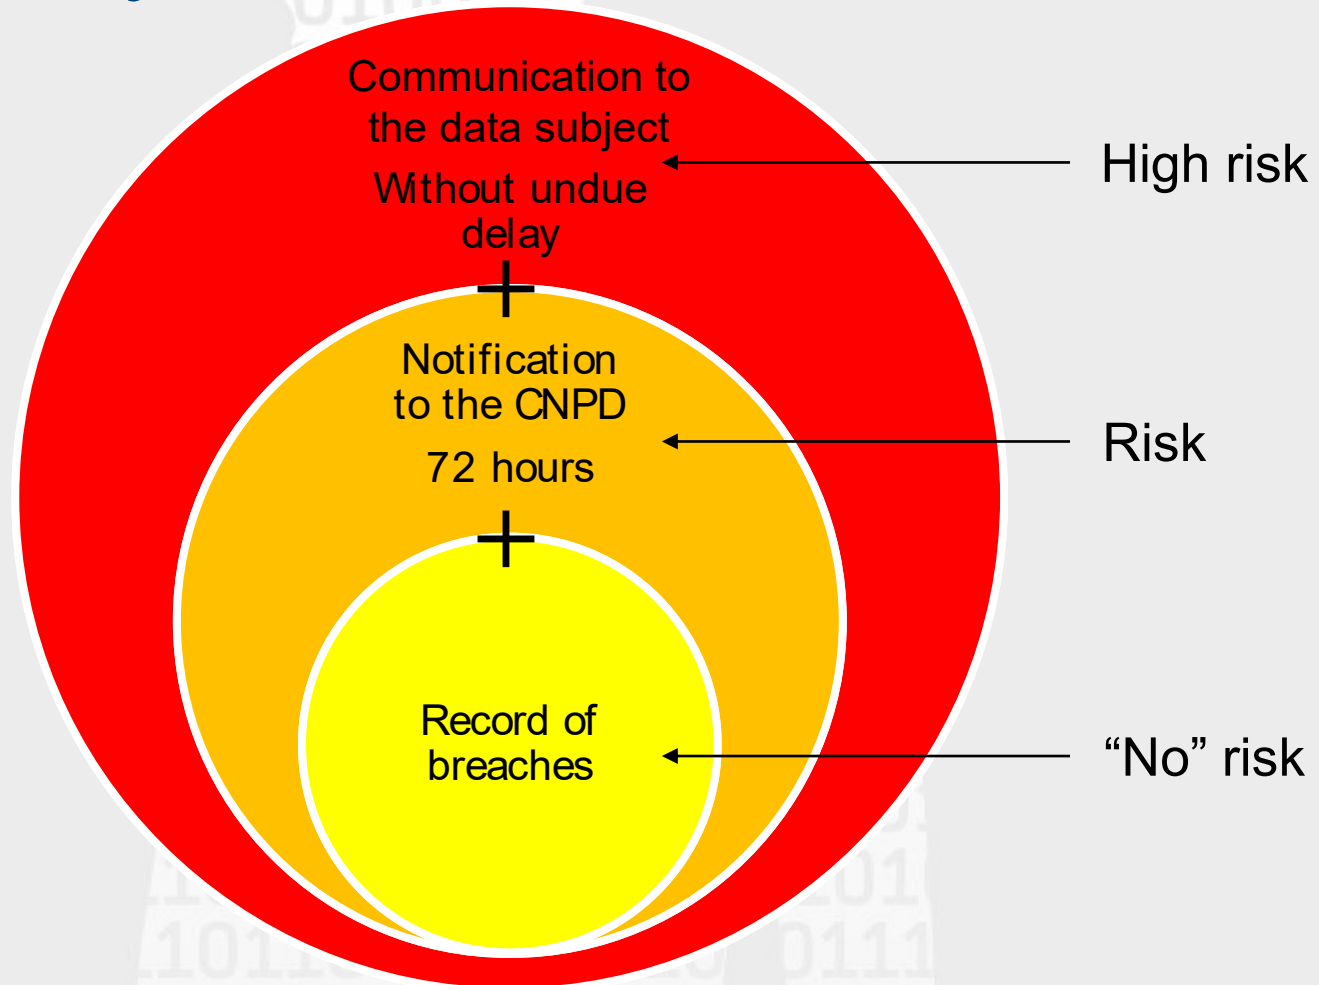 Communication to
the data subject
Without undue
delay
High risk
Notification
to the CNPD
72 hours
Risk
Record of
breaches
“No” risk